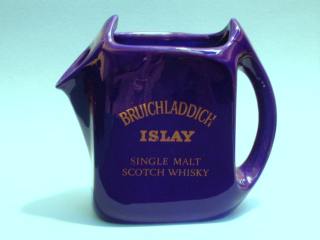 BRUICHLADDICH
ISLAY
SINGLE MALT
SCOTCH WHISKY